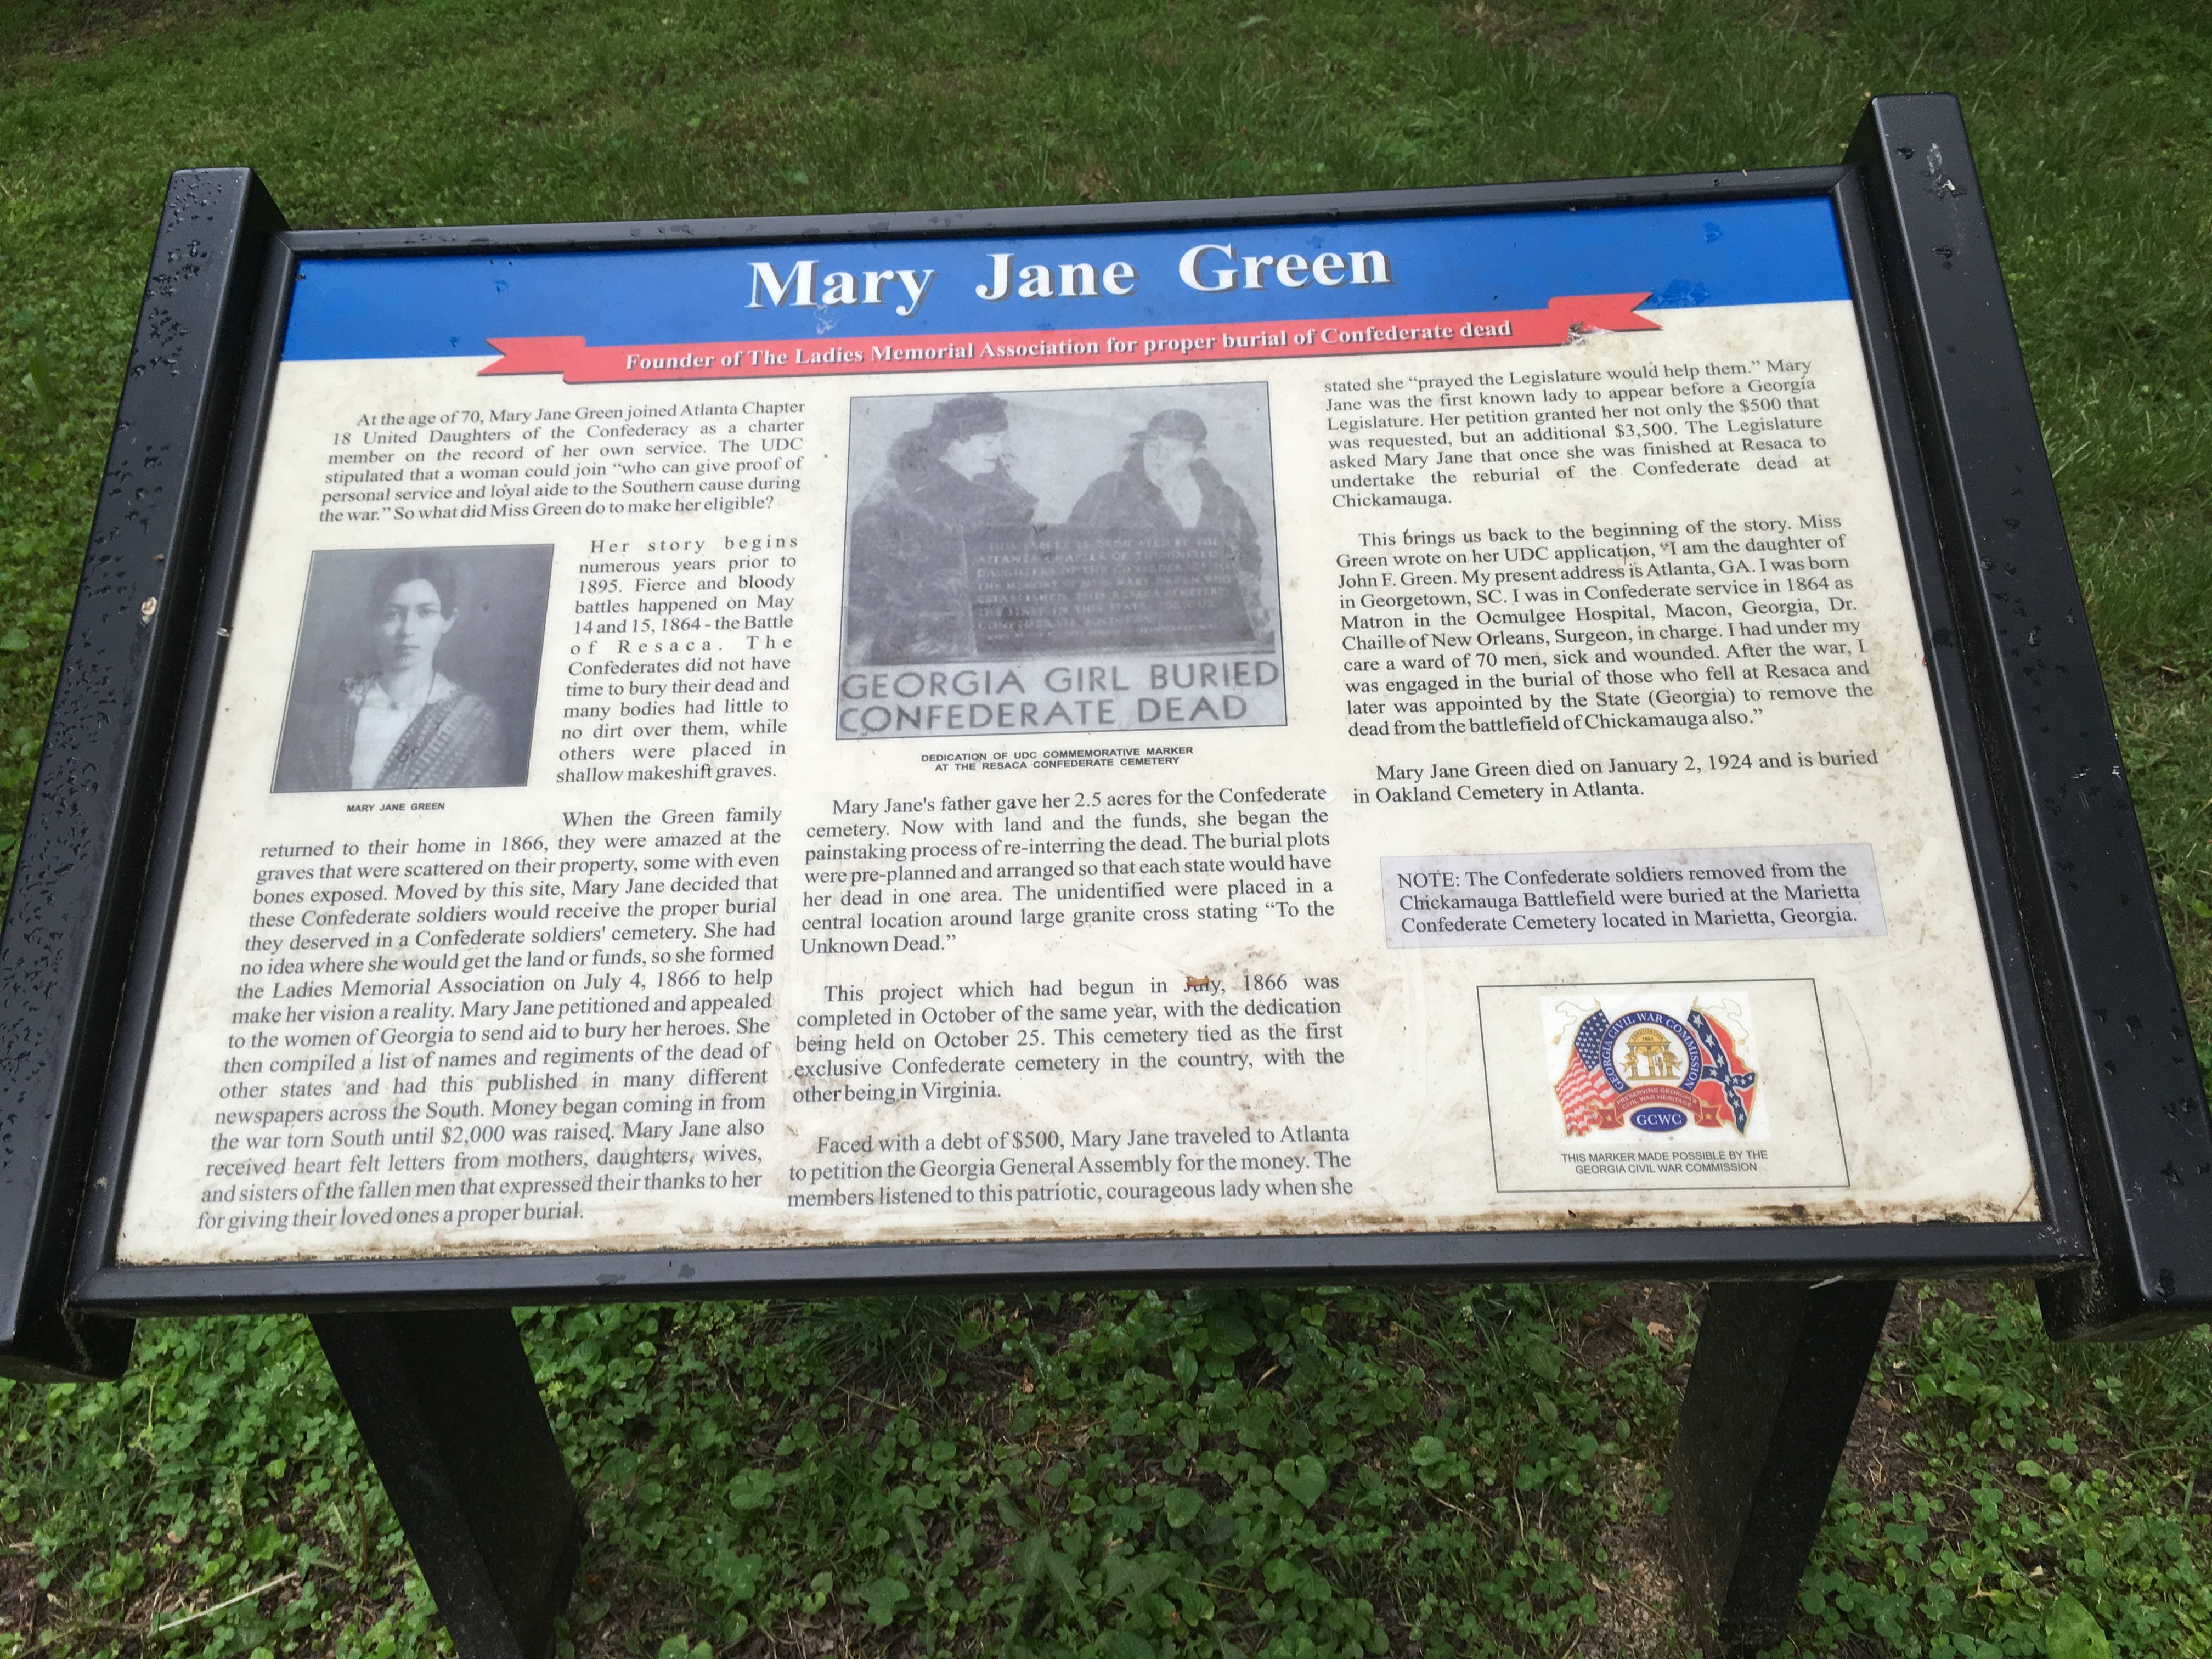 Mary Jane Green
Founder of The Ladies Memorial Association for proper burial of Confederate dead
At the age of 70, Mary Jane Green joined Atlanta Chapter
18 United Daughters of the Confederacy as a charter
member on the record of her own service. The UDC
stipulated that a woman could join “who can give proof of
personal service and loyal aide to the Southern cause during
the war.” So what did Miss Green do to make her eligible?
Her story begins
numerous years prior to
1895. Fierce and bloody
battles happened on May
14 and 15, 1864 - the Battle
of Resaca. The
Confederates did not have
time to bury their dead and
many bodies had little to
no dirt over them, while
others were placed in
shallow makeshift graves.
MARY JANE GREEN
When the Green family
returned to their home in 1866, they were amazed at the
graves that were scattered on their property, some with even
bones exposed. Moved by this site, Mary Jane decided that
these Confederate soldiers would receive the proper burial
they deserved in a Confederate soldiers' cemetery. She had
no idea where she would get the land or funds, so she formed
the Ladies Memorial Association on July 4, 1866 to help
make her vision a reality. Mary Jane petitioned and appealed
to the women of Georgia to send aid to bury her heroes. She
then compiled a list of names and regiments of the dead of
other states and had this published in many different
newspapers across the South. Money began coming in from
the war torn South until $2,000 was raised. Mary Jane also
received heart felt letters from mothers, daughters, wives,
and sisters of the fallen men that expressed their thanks to her
for giving their loved ones a proper burial.
GEORGIA GIRL BURIED
CONFEDERATE DEAD
DEDICATION OF UDC COMMEMORATIVE MARKER
AT THE RESACA CONFEDERATE CEMETERY
Mary Jane's father gave her 2.5 acres for the Confederate
cemetery. Now with land and the funds, she began the
painstaking process of re-interring the dead. The burial plots
were pre-planned and arranged so that each state would have
her dead in one area. The unidentified were placed in a
central location around large granite cross stating “To the
Unknown Dead.”
This project which had begun in July, 1866 was
completed in October of the same year, with the dedication
being held on October 25. This cemetery tied as the first
exclusive Confederate cemetery in the country, with the
other being in Virginia.
Faced with a debt of $500, Mary Jane traveled to Atlanta
to petition the Georgia General Assembly for the money. The
members listened to this patriotic, courageous lady when she
stated she “prayed the Legislature would help them.” Mary
Jane was the first known lady to appear before a Georgia
Legislature. Her petition granted her not only the $500 that
was requested, but an additional $3,500. The Legislature
asked Mary Jane that once she was finished at Resaca to
undertake the reburial of the Confederate dead at
Chickamauga.
This brings us back to the beginning of the story. Miss
Green wrote on her UDC application, “I am the daughter of
John F. Green. My present address is Atlanta, GA. I was born
in Georgetown, SC. I was in Confederate service in 1864 as
Matron in the Ocmulgee Hospital, Macon, Georgia, Dr.
Chaille of New Orleans, Surgeon, in charge. I had under my
care a ward of 70 men, sick and wounded. After the war, I
was engaged in the burial of those who fell at Resaca and
later was appointed by the State (Georgia) to remove the
dead from the battlefield of Chickamauga also.”
Mary Jane Green died on January 2, 1924 and is buried
in Oakland Cemetery in Atlanta.
NOTE: The Confederate soldiers removed from the
Chickamauga Battlefield were buried at the Marietta
Confederate Cemetery located in Marietta, Georgia.
GEORGIA CIVIL WAR COMMISSION
PRESERVING GEORGIA'S
CIVIL WAR HERITAGE
GCWC
THIS MARKER MADE POSSIBLE BY THE
GEORGIA CIVIL WAR COMMISSION